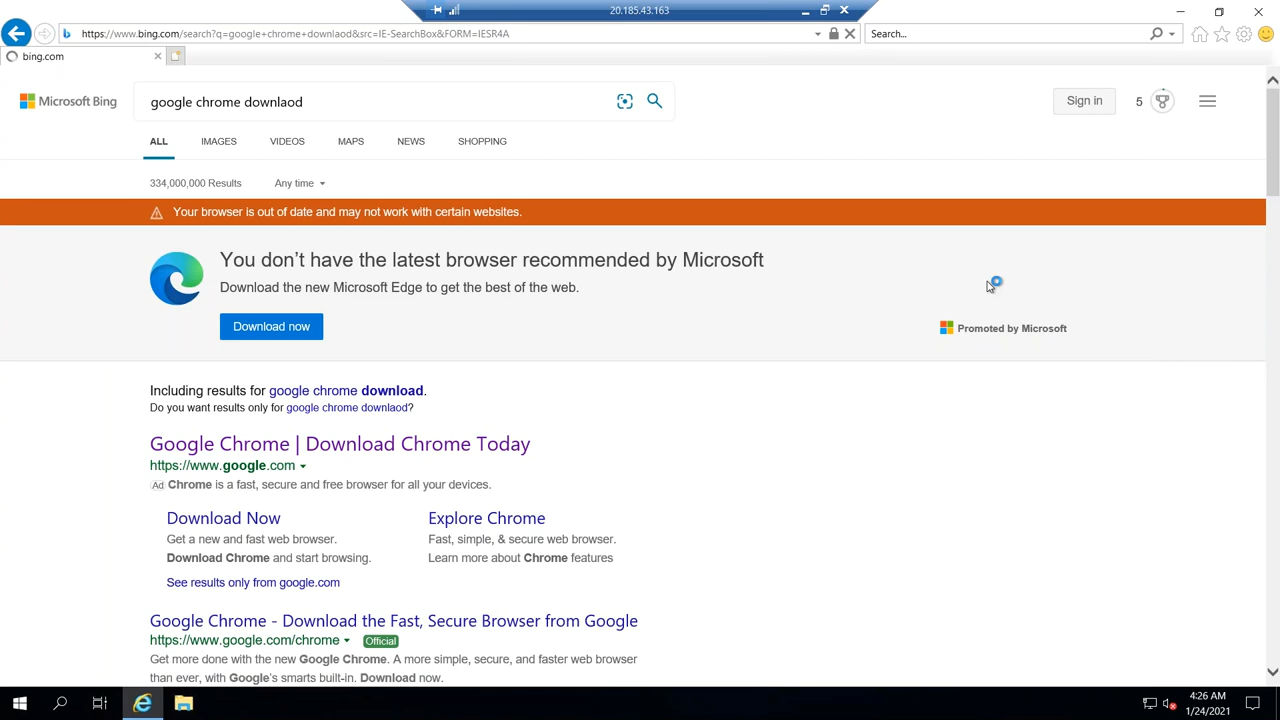 20.185.43.163
https://www.bing.com/search?q=google+chrome+downlaod&src=IE-SearchBox&FORM=IESR4A
Search...
bing.com
Microsoft Bing
google chrome downlaod
Sign in
5
ALL
IMAGES
VIDEOS
MAPS
NEWS
SHOPPING
334,000,000 Results
Any time
Your browser is out of date and may not work with certain websites.
You don't have the latest browser recommended by Microsoft
Download the new Microsoft Edge to get the best of the web.
Download now
Promoted by Microsoft
Including results for google chrome download.
Do you want results only for google chrome downlaod?
Google Chrome | Download Chrome Today
https://www.google.com
Ad Chrome is a fast, secure and free browser for all your devices.
Download Now
Get a new and fast web browser.
Download Chrome and start browsing.
Explore Chrome
Fast, simple, & secure web browser.
Learn more about Chrome features
See results only from google.com
Google Chrome - Download the Fast, Secure Browser from Google
https://www.google.com/chrome Official
Get more done with the new Google Chrome. A more simple, secure, and faster web browser
than ever, with Google's smarts built-in. Download now.
4:26 AM
1/24/2021